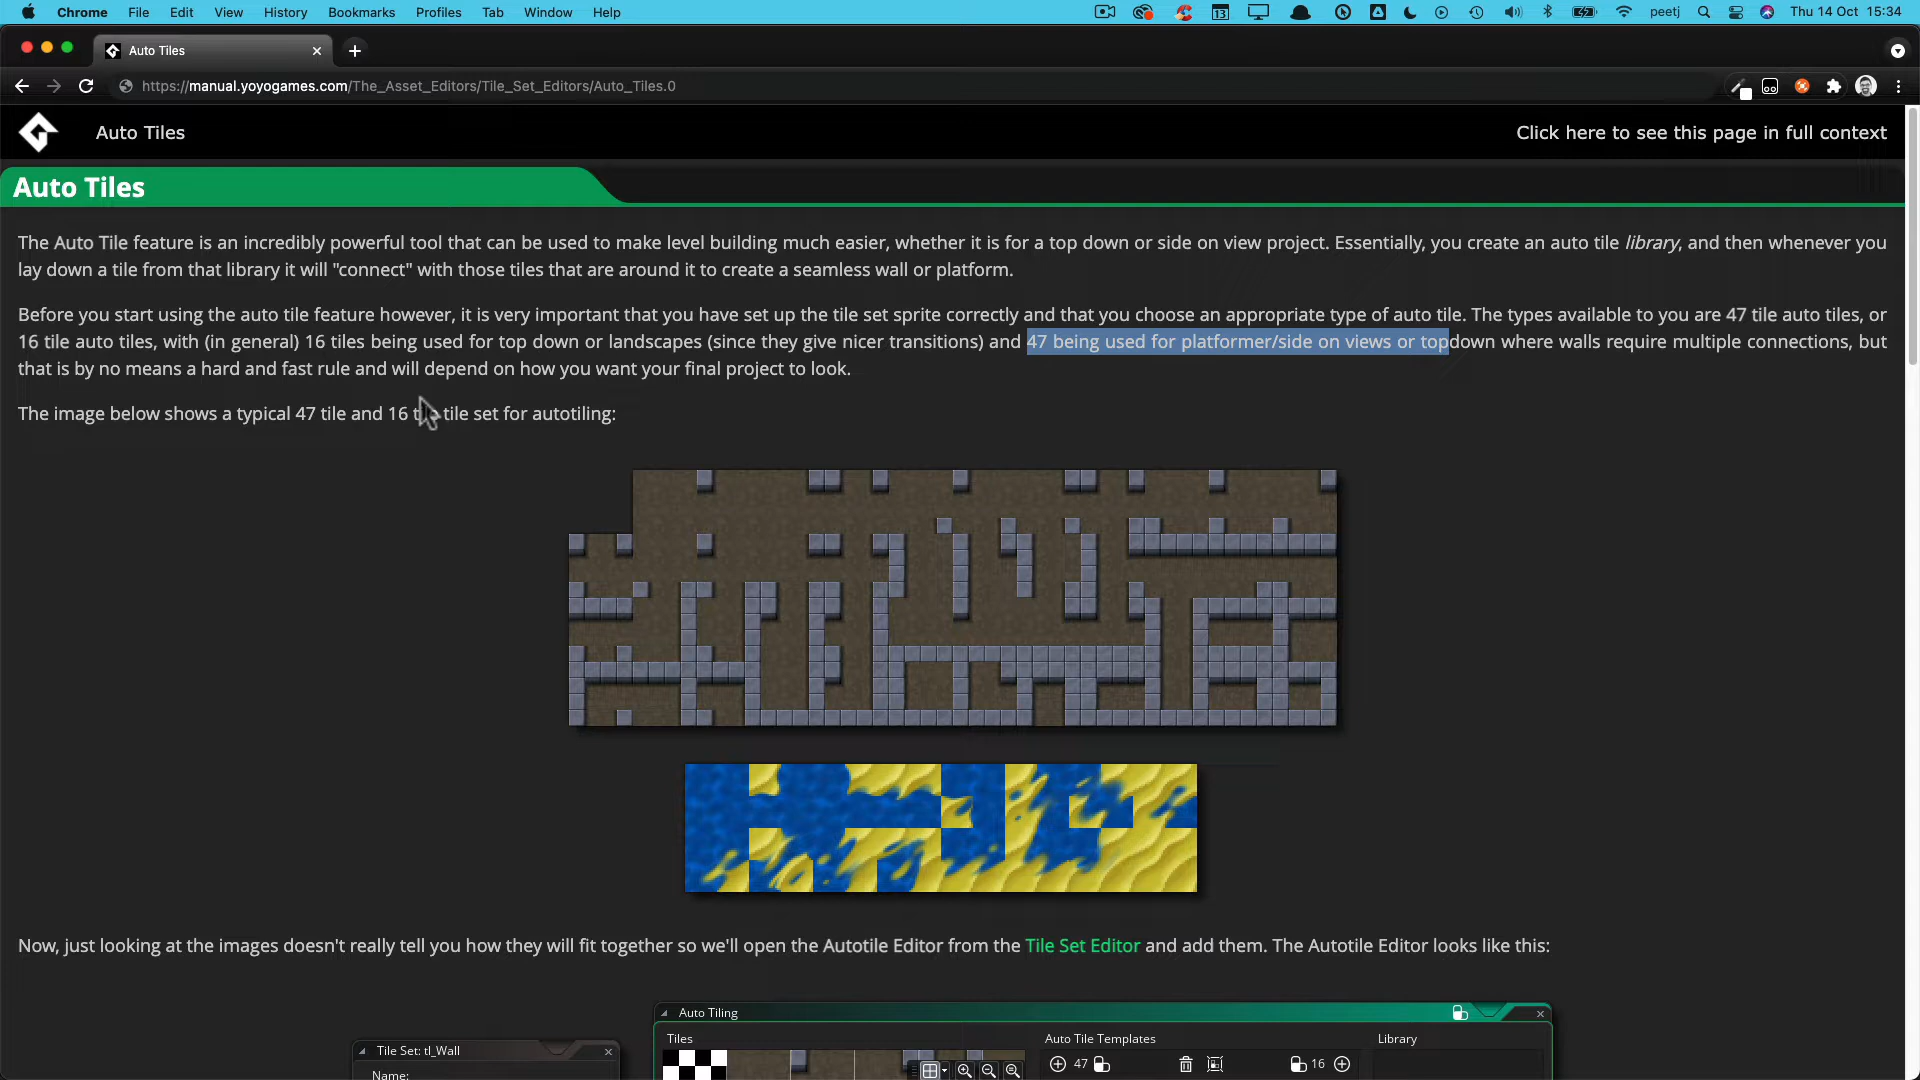 Chrome File Edit View History Bookmarks Profiles Tab Window Help
13 peetj Thu 14 Oct 15:34
Auto Tiles
https://manual.yoyogames.com/The_Asset_Editors/Tile_Set_Editors/Auto_Tiles.0
Auto Tiles Click here to see this page in full context
Auto Tiles
The Auto Tile feature is an incredibly powerful tool that can be used to make level building much easier, whether it is for a top down or side on view project. Essentially, you create an auto tile library, and then whenever you
lay down a tile from that library it will "connect" with those tiles that are around it to create a seamless wall or platform.
Before you start using the auto tile feature however, it is very important that you have set up the tile set sprite correctly and that you choose an appropriate type of auto tile. The types available to you are 47 tile auto tiles, or
16 tile auto tiles, with (in general) 16 tiles being used for top down or landscapes (since they give nicer transitions) and 47 being used for platformer/side on views or topdown where walls require multiple connections, but
that is by no means a hard and fast rule and will depend on how you want your final project to look.
The image below shows a typical 47 tile and 16 tile tile set for autotiling:
Now, just looking at the images doesn't really tell you how they will fit together so we'll open the Autotile Editor from the Tile Set Editor and add them. The Autotile Editor looks like this:
Auto Tiling
Tiles Auto Tile Templates Library
Tile Set: tl_Wall
47 16
Name: